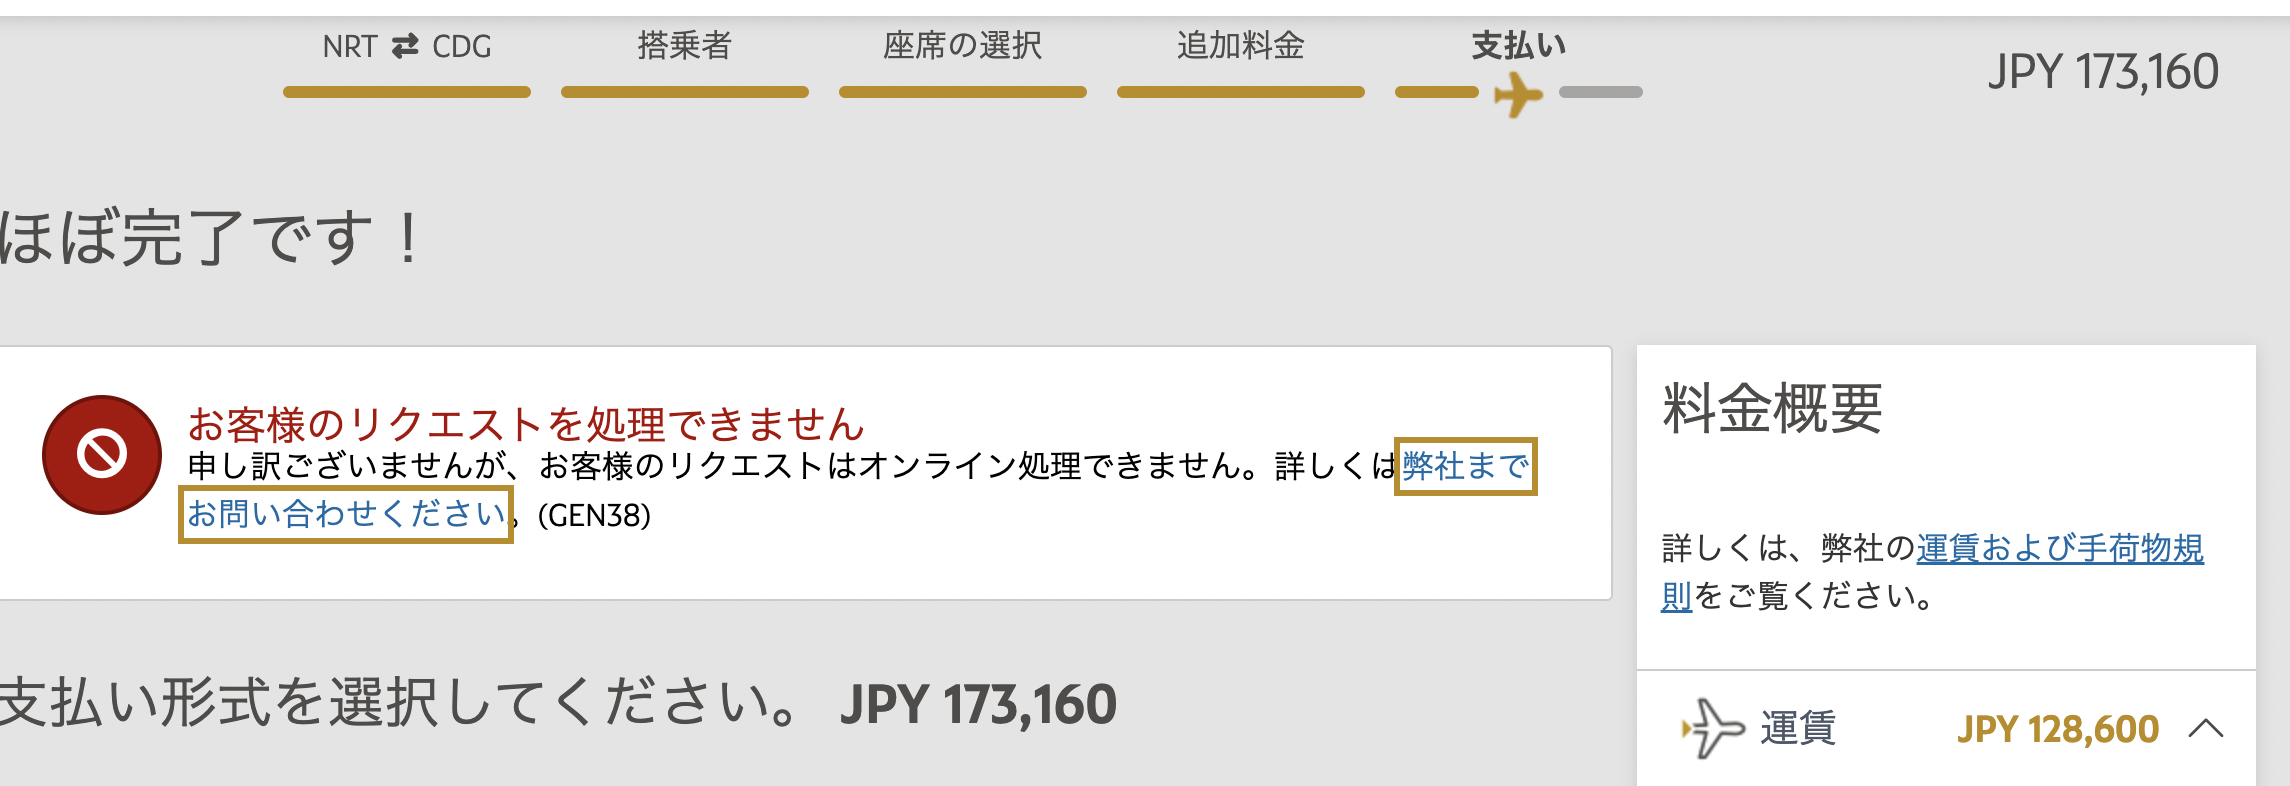 NRT ⇄ CDG
搭乗者
座席の選択
追加料金
支払い
JPY 173,160
ほぼ完了です！
お客様のリクエストを処理できません
申し訳ございませんが、お客様のリクエストはオンライン処理できません。詳しくは弊社まで
お問い合わせください。(GEN38)
支払い形式を選択してください。 JPY 173,160
料金概要
詳しくは、弊社の運賃および手荷物規
則をご覧ください。
運賃 JPY 128,600